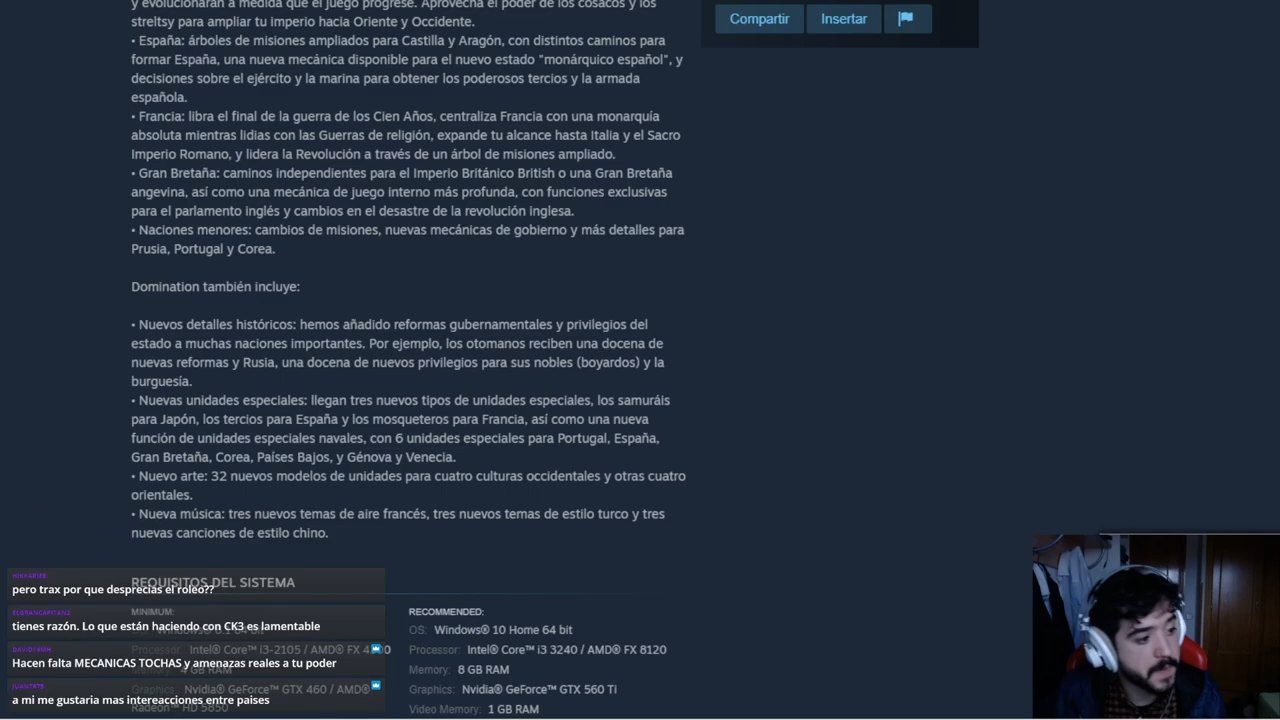 y evolucionarán a medida que el juego progrese. Aprovecha el poder de los cosacos y los
streltsy para ampliar tu imperio hacia Oriente y Occidente.
• España: árboles de misiones ampliados para Castilla y Aragón, con distintos caminos para
formar España, una nueva mecánica disponible para el nuevo estado "monárquico español", y
decisiones sobre el ejército y la marina para obtener los poderosos tercios y la armada
española.
• Francia: libra el final de la guerra de los Cien Años, centraliza Francia con una monarquía
absoluta mientras lidias con las Guerras de religión, expande tu alcance hasta Italia y el Sacro
Imperio Romano, y lidera la Revolución a través de un árbol de misiones ampliado.
• Gran Bretaña: caminos independientes para el Imperio Británico British o una Gran Bretaña
angevina, así como una mecánica de juego interno más profunda, con funciones exclusivas
para el parlamento inglés y cambios en el desastre de la revolución inglesa.
• Naciones menores: cambios de misiones, nuevas mecánicas de gobierno y más detalles para
Prusia, Portugal y Corea.
Domination también incluye:
• Nuevos detalles históricos: hemos añadido reformas gubernamentales y privilegios del
estado a muchas naciones importantes. Por ejemplo, los otomanos reciben una docena de
nuevas reformas y Rusia, una docena de nuevos privilegios para sus nobles (boyardos) y la
burguesía.
• Nuevas unidades especiales: llegan tres nuevos tipos de unidades especiales, los samuráis
para Japón, los tercios para España y los mosqueteros para Francia, así como una nueva
función de unidades especiales navales, con 6 unidades especiales para Portugal, España,
Gran Bretaña, Corea, Países Bajos, y Génova y Venecia.
• Nuevo arte: 32 nuevos modelos de unidades para cuatro culturas occidentales y otras cuatro
orientales.
• Nueva música: tres nuevos temas de aire francés, tres nuevos temas de estilo turco y tres
nuevas canciones de estilo chino.
Compartir
Insertar
REQUISITOS DEL SISTEMA
MINIMUM:
Processor: Intel® Core™ i3-2105 / AMD® FX
4 GB RAM
Graphics: Nvidia® GeForce™ GTX 460 / AMD®
Radeon™ HD 5850
RECOMMENDED:
OS: Windows® 10 Home 64 bit
Processor: Intel® Core™ i3 3240 / AMD® FX 8120
Memory: 8 GB RAM
Graphics: Nvidia® GeForce™ GTX 560 Ti
Video Memory: 1 GB RAM
pero trax por que desprecias el roleo??
tienes razón. Lo que están haciendo con CK3 es lamentable
Hacen falta MECANICAS TOCHAS y amenazas reales a tu poder
a mi me gustaria mas intereacciones entre paises